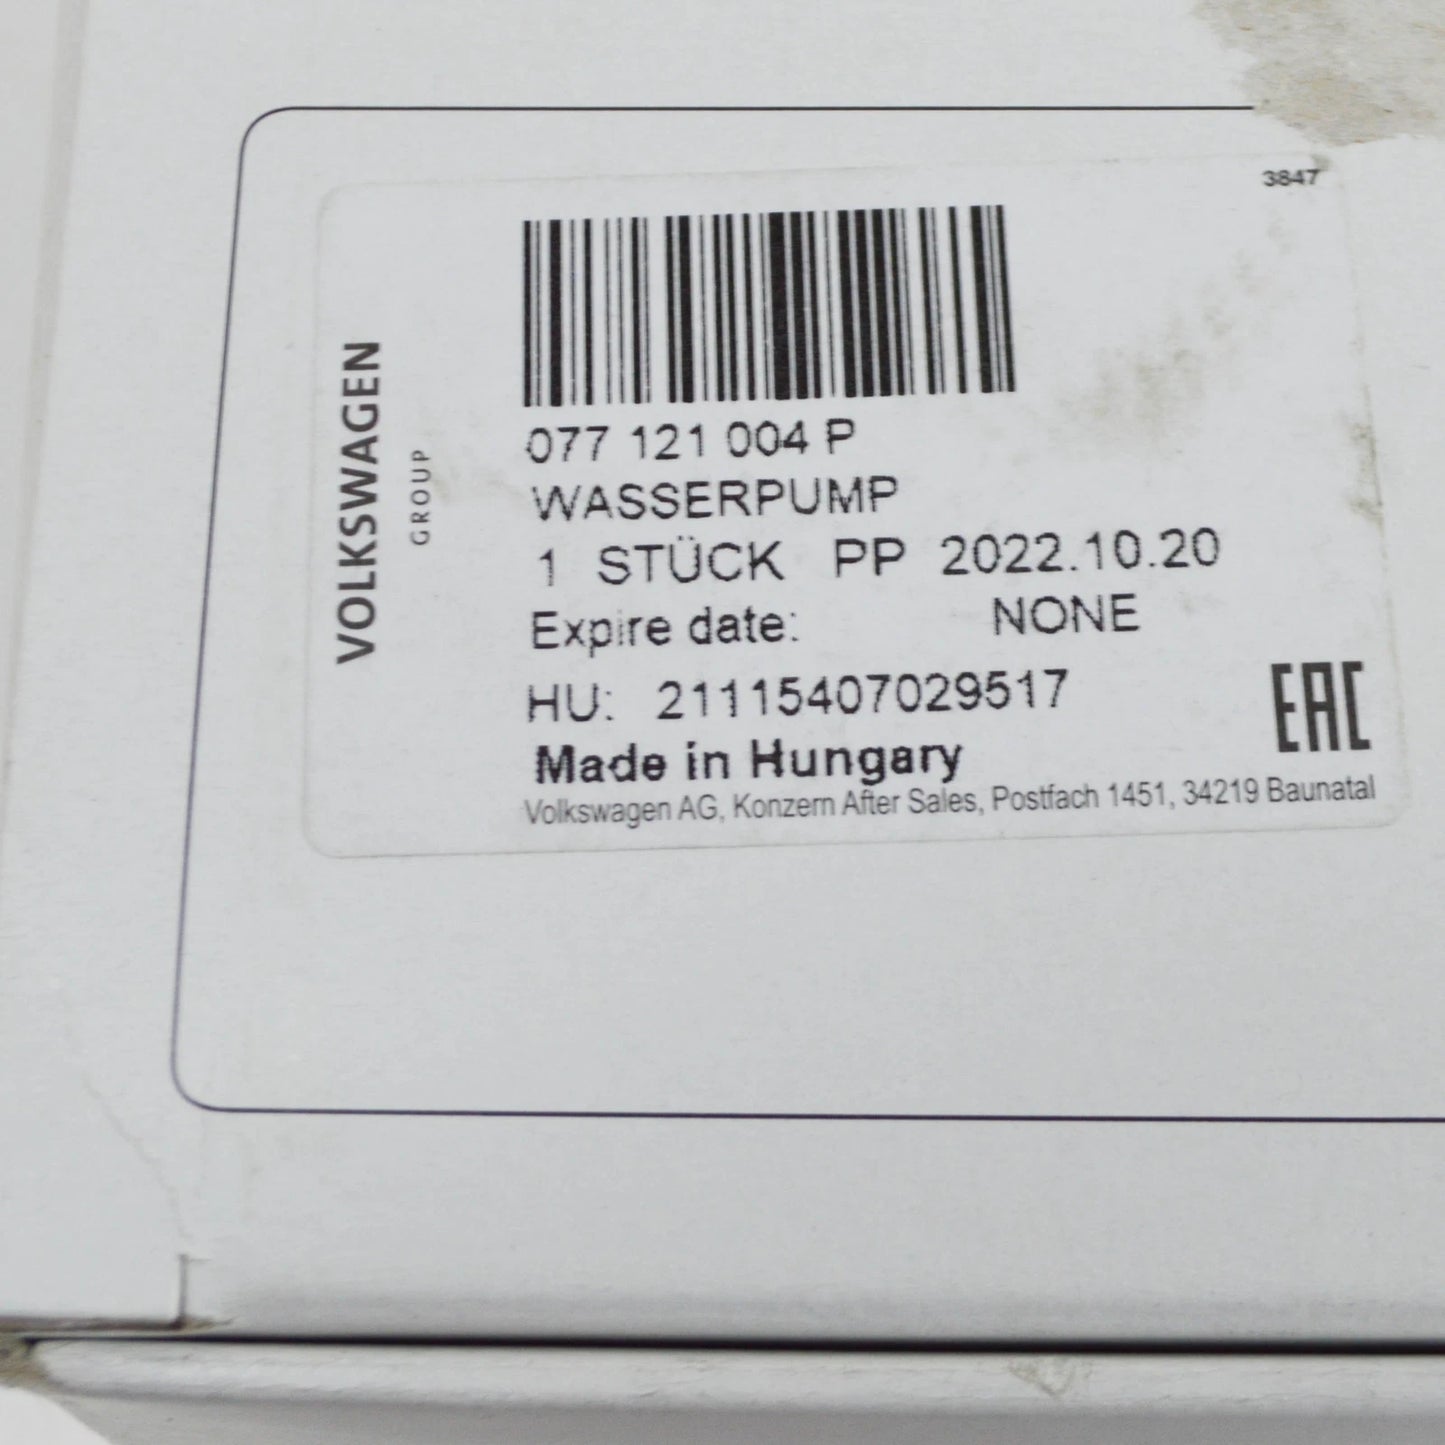 3847
VOLKSWAGEN
GROUP
077 121 004 P
WASSERPUMP
1 STÜCK PP 2022.10.20
Expire date: NONE
HU: 21115407029517
EAC
Made in Hungary
Volkswagen AG, Konzern After Sales, Postfach 1451, 34219 Baunatal